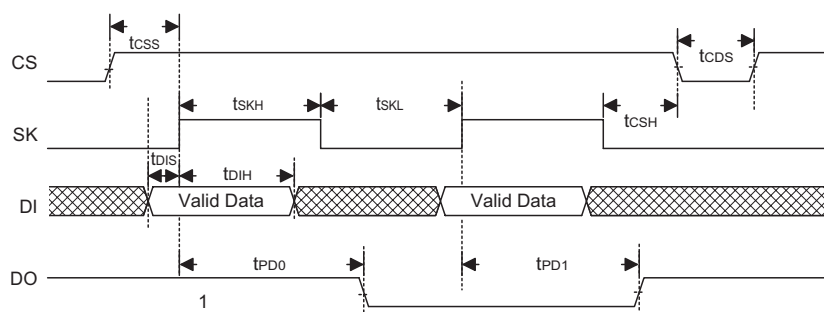 tCSS
tCDS
CS
tSKH
tSKL
tCSH
SK
tDIS
tDIH
DI
Valid Data
Valid Data
tPD0
tPD1
DO
1